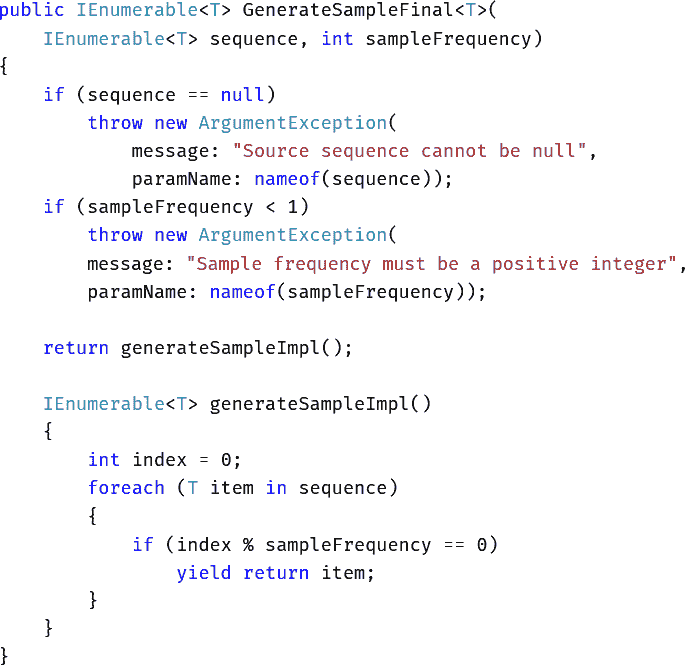 public IEnumerable<T> GenerateSampleFinal<T>(
    IEnumerable<T> sequence, int sampleFrequency)
{
    if (sequence == null)
        throw new ArgumentException(
            message: "Source sequence cannot be null",
            paramName: nameof(sequence));
    if (sampleFrequency < 1)
        throw new ArgumentException(
        message: "Sample frequency must be a positive integer",
        paramName: nameof(sampleFrequency));

    return generateSampleImpl();

    IEnumerable<T> generateSampleImpl()
    {
        int index = 0;
        foreach (T item in sequence)
        {
            if (index % sampleFrequency == 0)
                yield return item;
        }
    }
}